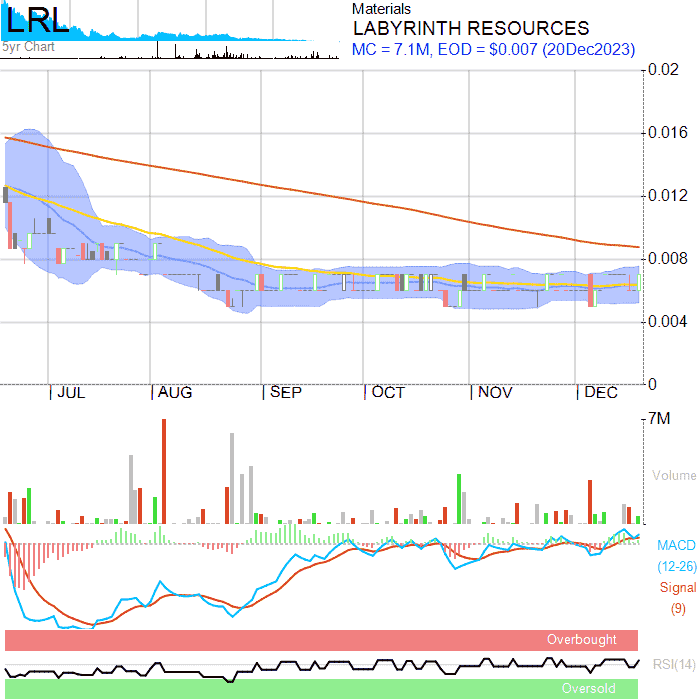 LRL
5yr Chart
Materials
LABYRINTH RESOURCES
MC = 7.1M, EOD = $0.007 (20Dec2023)
0.02
0.016
0.012
0.008
0.004
0
JUL AUG SEP OCT NOV DEC
7M
Volume
MACD
(12-26)
Signal
(9)
Overbought
RSI(14)
Oversold